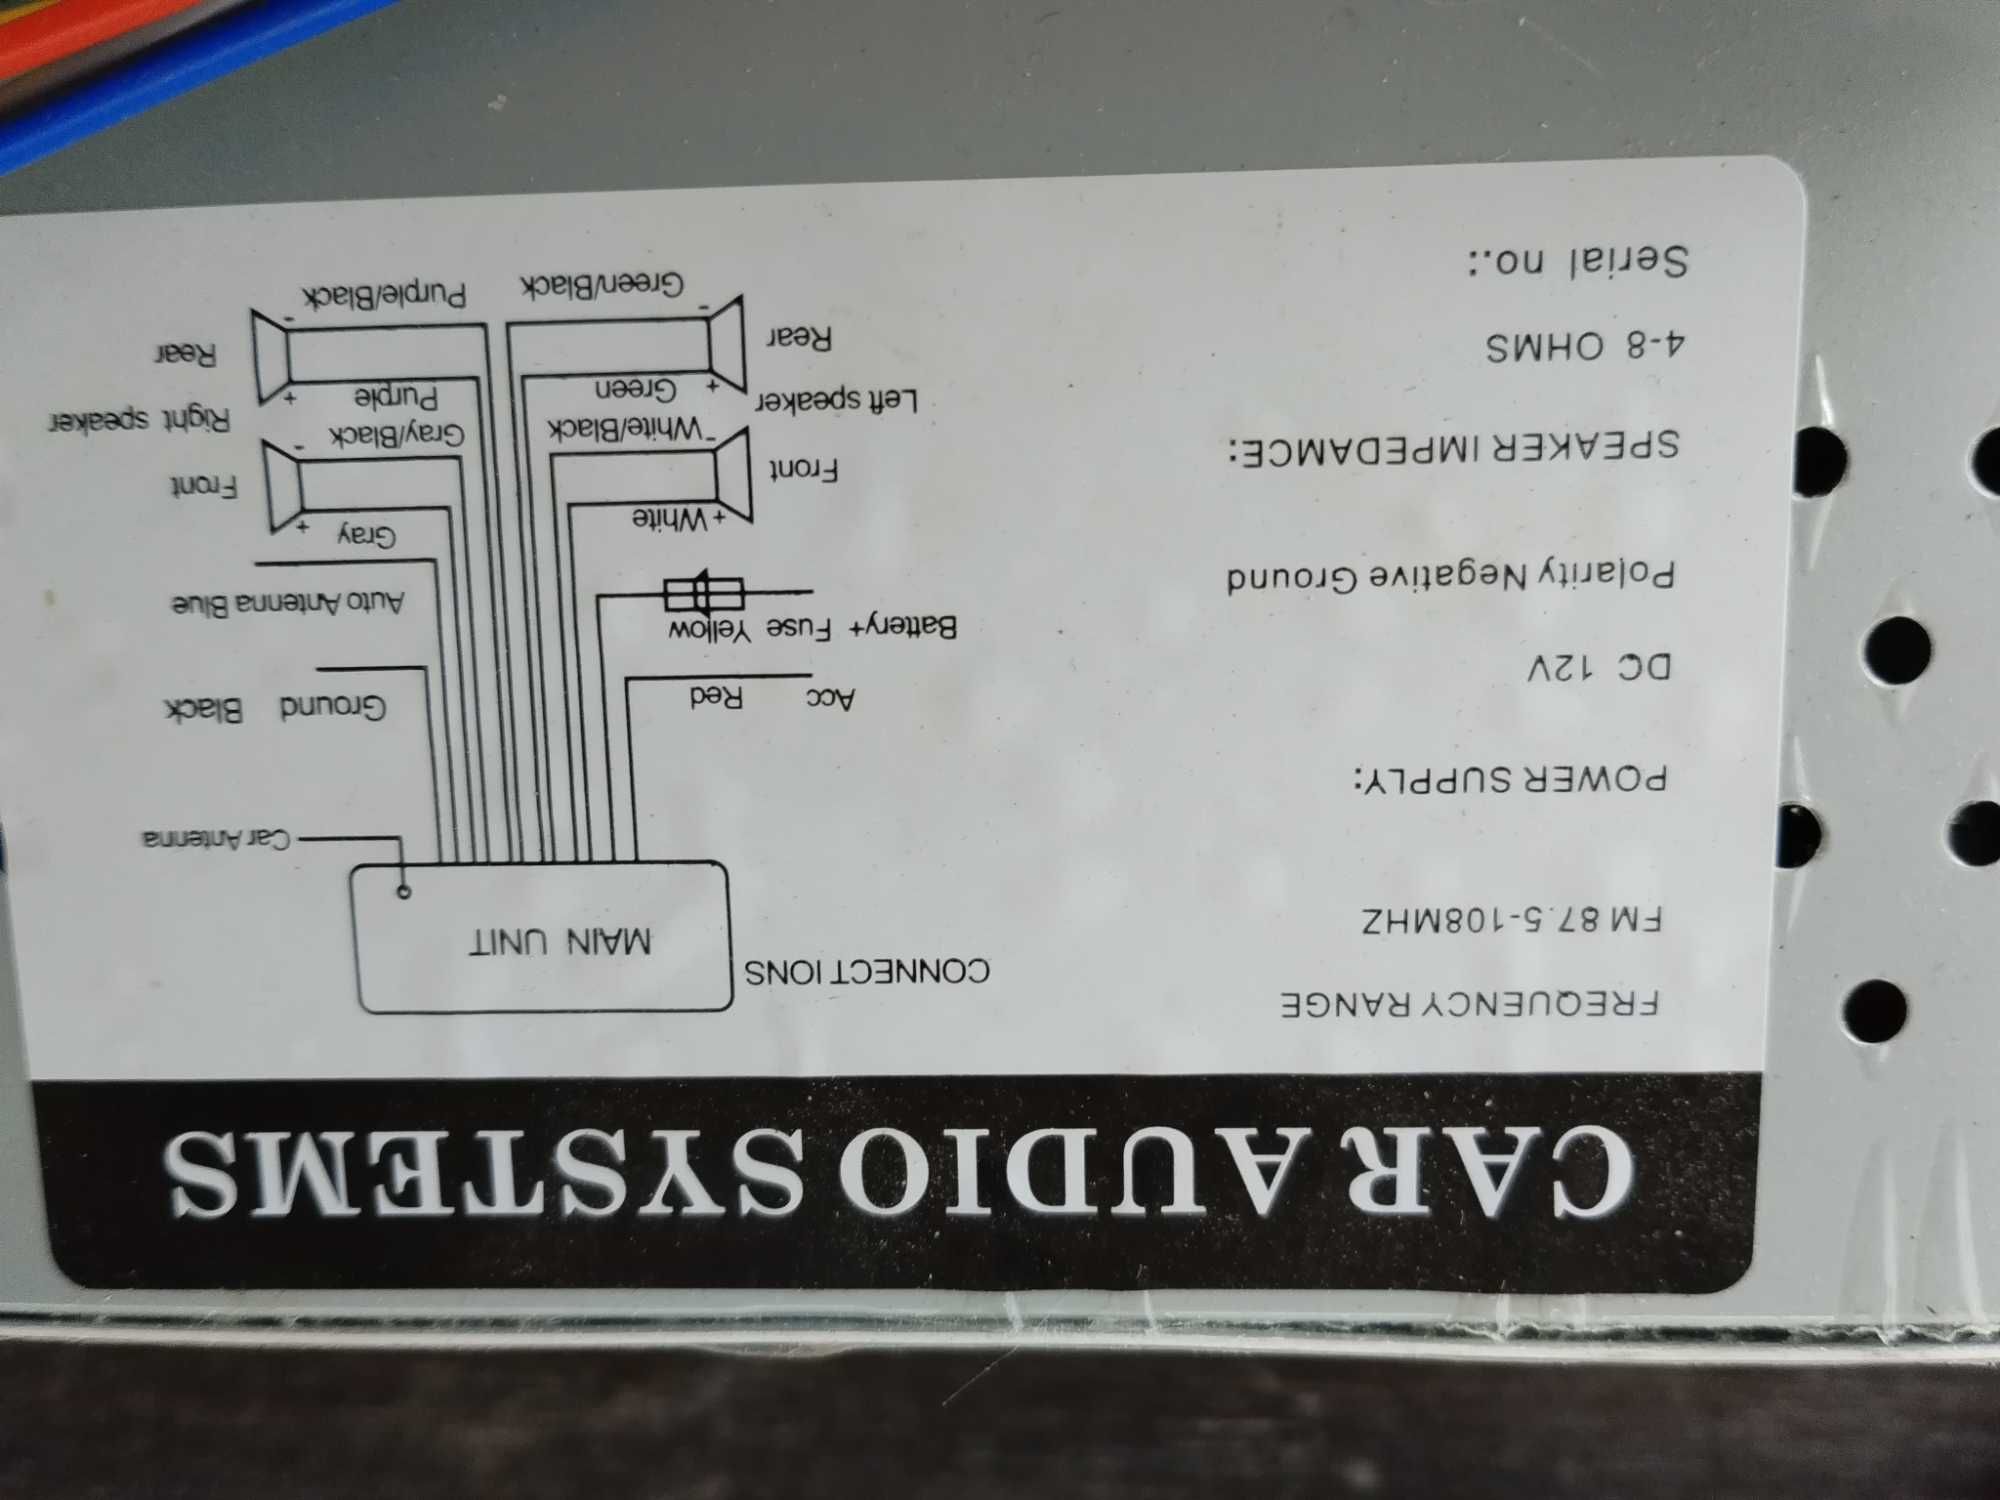 CAR AUDIO SYSTEMS
FREQUENCY RANGE
FM 87.5-108MHZ
POWER SUPPLY:
DC 12V
Polarity Negative Ground
SPEAKER IMPEDAMCE:
4-8 OHMS
Serial no.:
CONNECTIONS
MAIN UNIT
Car Antenna
Acc Red
Ground Black
Battery+ Fuse Yellow
Auto Antenna Blue
+ White
Gray +
Front
Front
- White/Black
Gray/Black -
Left speaker
Right speaker
+ Green
Purple +
Rear
Rear
- Green/Black
Purple/Black -